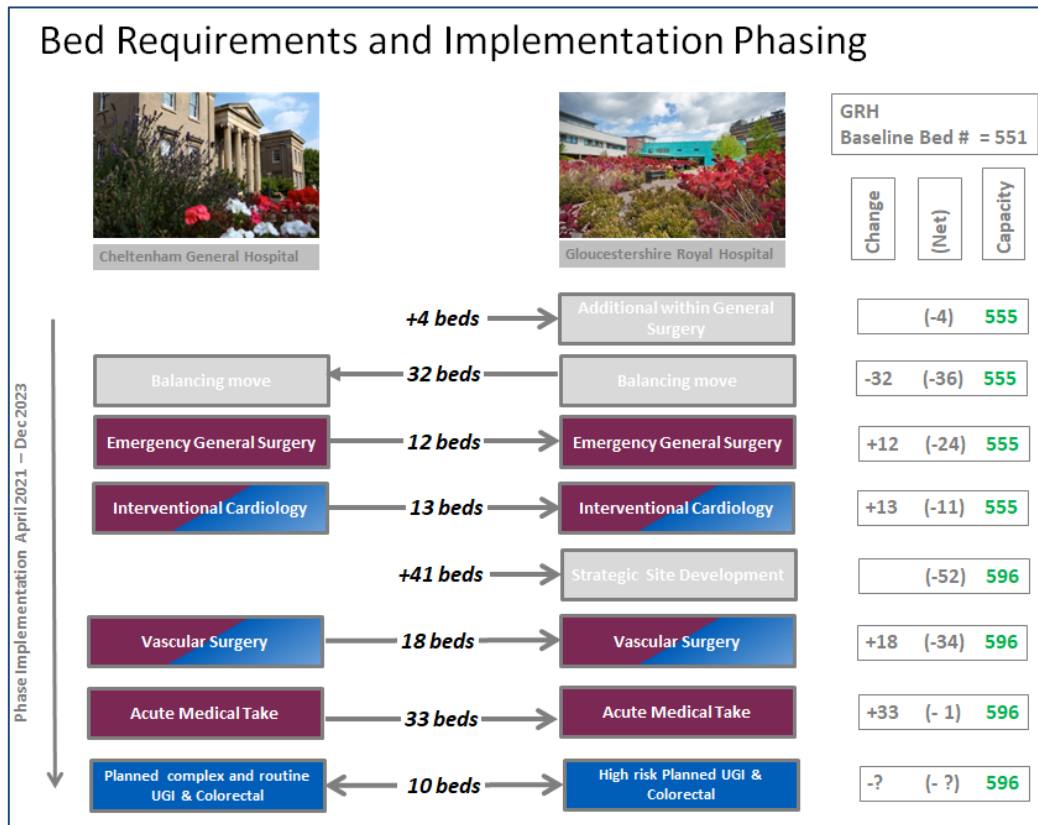 Bed Requirements and Implementation Phasing
GRH
Baseline Bed # = 551
Cheltenham General Hospital
Gloucestershire Royal Hospital
Change
(Net)
Capacity
Phase Implementation April 2021 – Dec 2023
+4 beds
Additional within General
Surgery
(-4) 555
Balancing move
32 beds
Balancing move
-32 (-36) 555
Emergency General Surgery
12 beds
Emergency General Surgery
+12 (-24) 555
Interventional Cardiology
13 beds
Interventional Cardiology
+13 (-11) 555
+41 beds
Strategic Site Development
(-52) 596
Vascular Surgery
18 beds
Vascular Surgery
+18 (-34) 596
Acute Medical Take
33 beds
Acute Medical Take
+33 (- 1) 596
Planned complex and routine
UGI & Colorectal
10 beds
High risk Planned UGI &
Colorectal
-? (- ?) 596